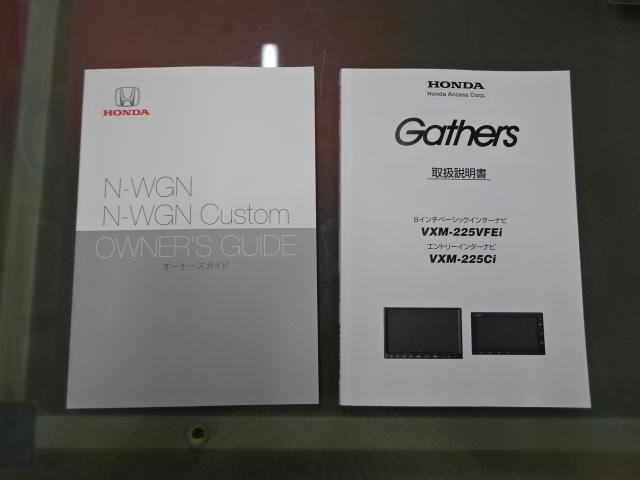 HONDA
N-WGN
N-WGN Custom
OWNER'S GUIDE
オーナーズガイド
HONDA
Honda Access Corp.
Gathers
取扱説明書
8インチベーシックインターナビ
VXM-225VFEi
エントリーインターナビ
VXM-225Ci